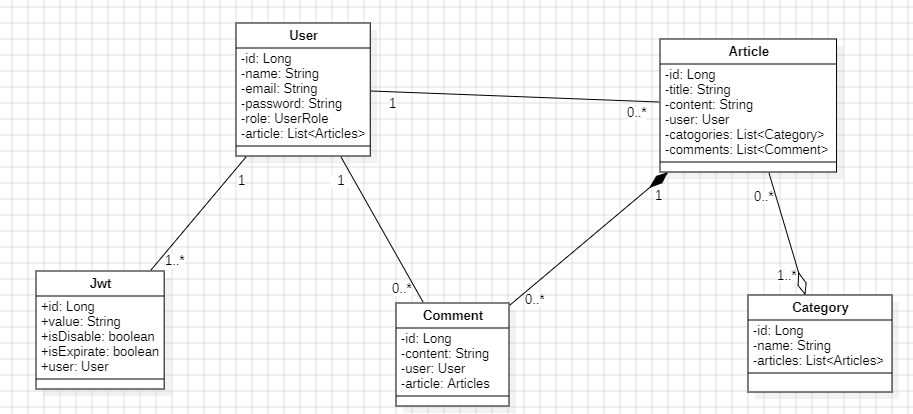 User
-id: Long
-name: String
-email: String
-password: String
-role: UserRole
-article: List<Articles>
Article
-id: Long
-title: String
-content: String
-user: User
-catogories: List<Category>
-comments: List<Comment>
1
0..*
1
1
1
0..*
1..*
0..*
0..*
1..*
Jwt
+id: Long
+value: String
+isDisable: boolean
+isExpirate: boolean
+user: User
Comment
-id: Long
-content: String
-user: User
-article: Articles
Category
-id: Long
-name: String
-articles: List<Articles>